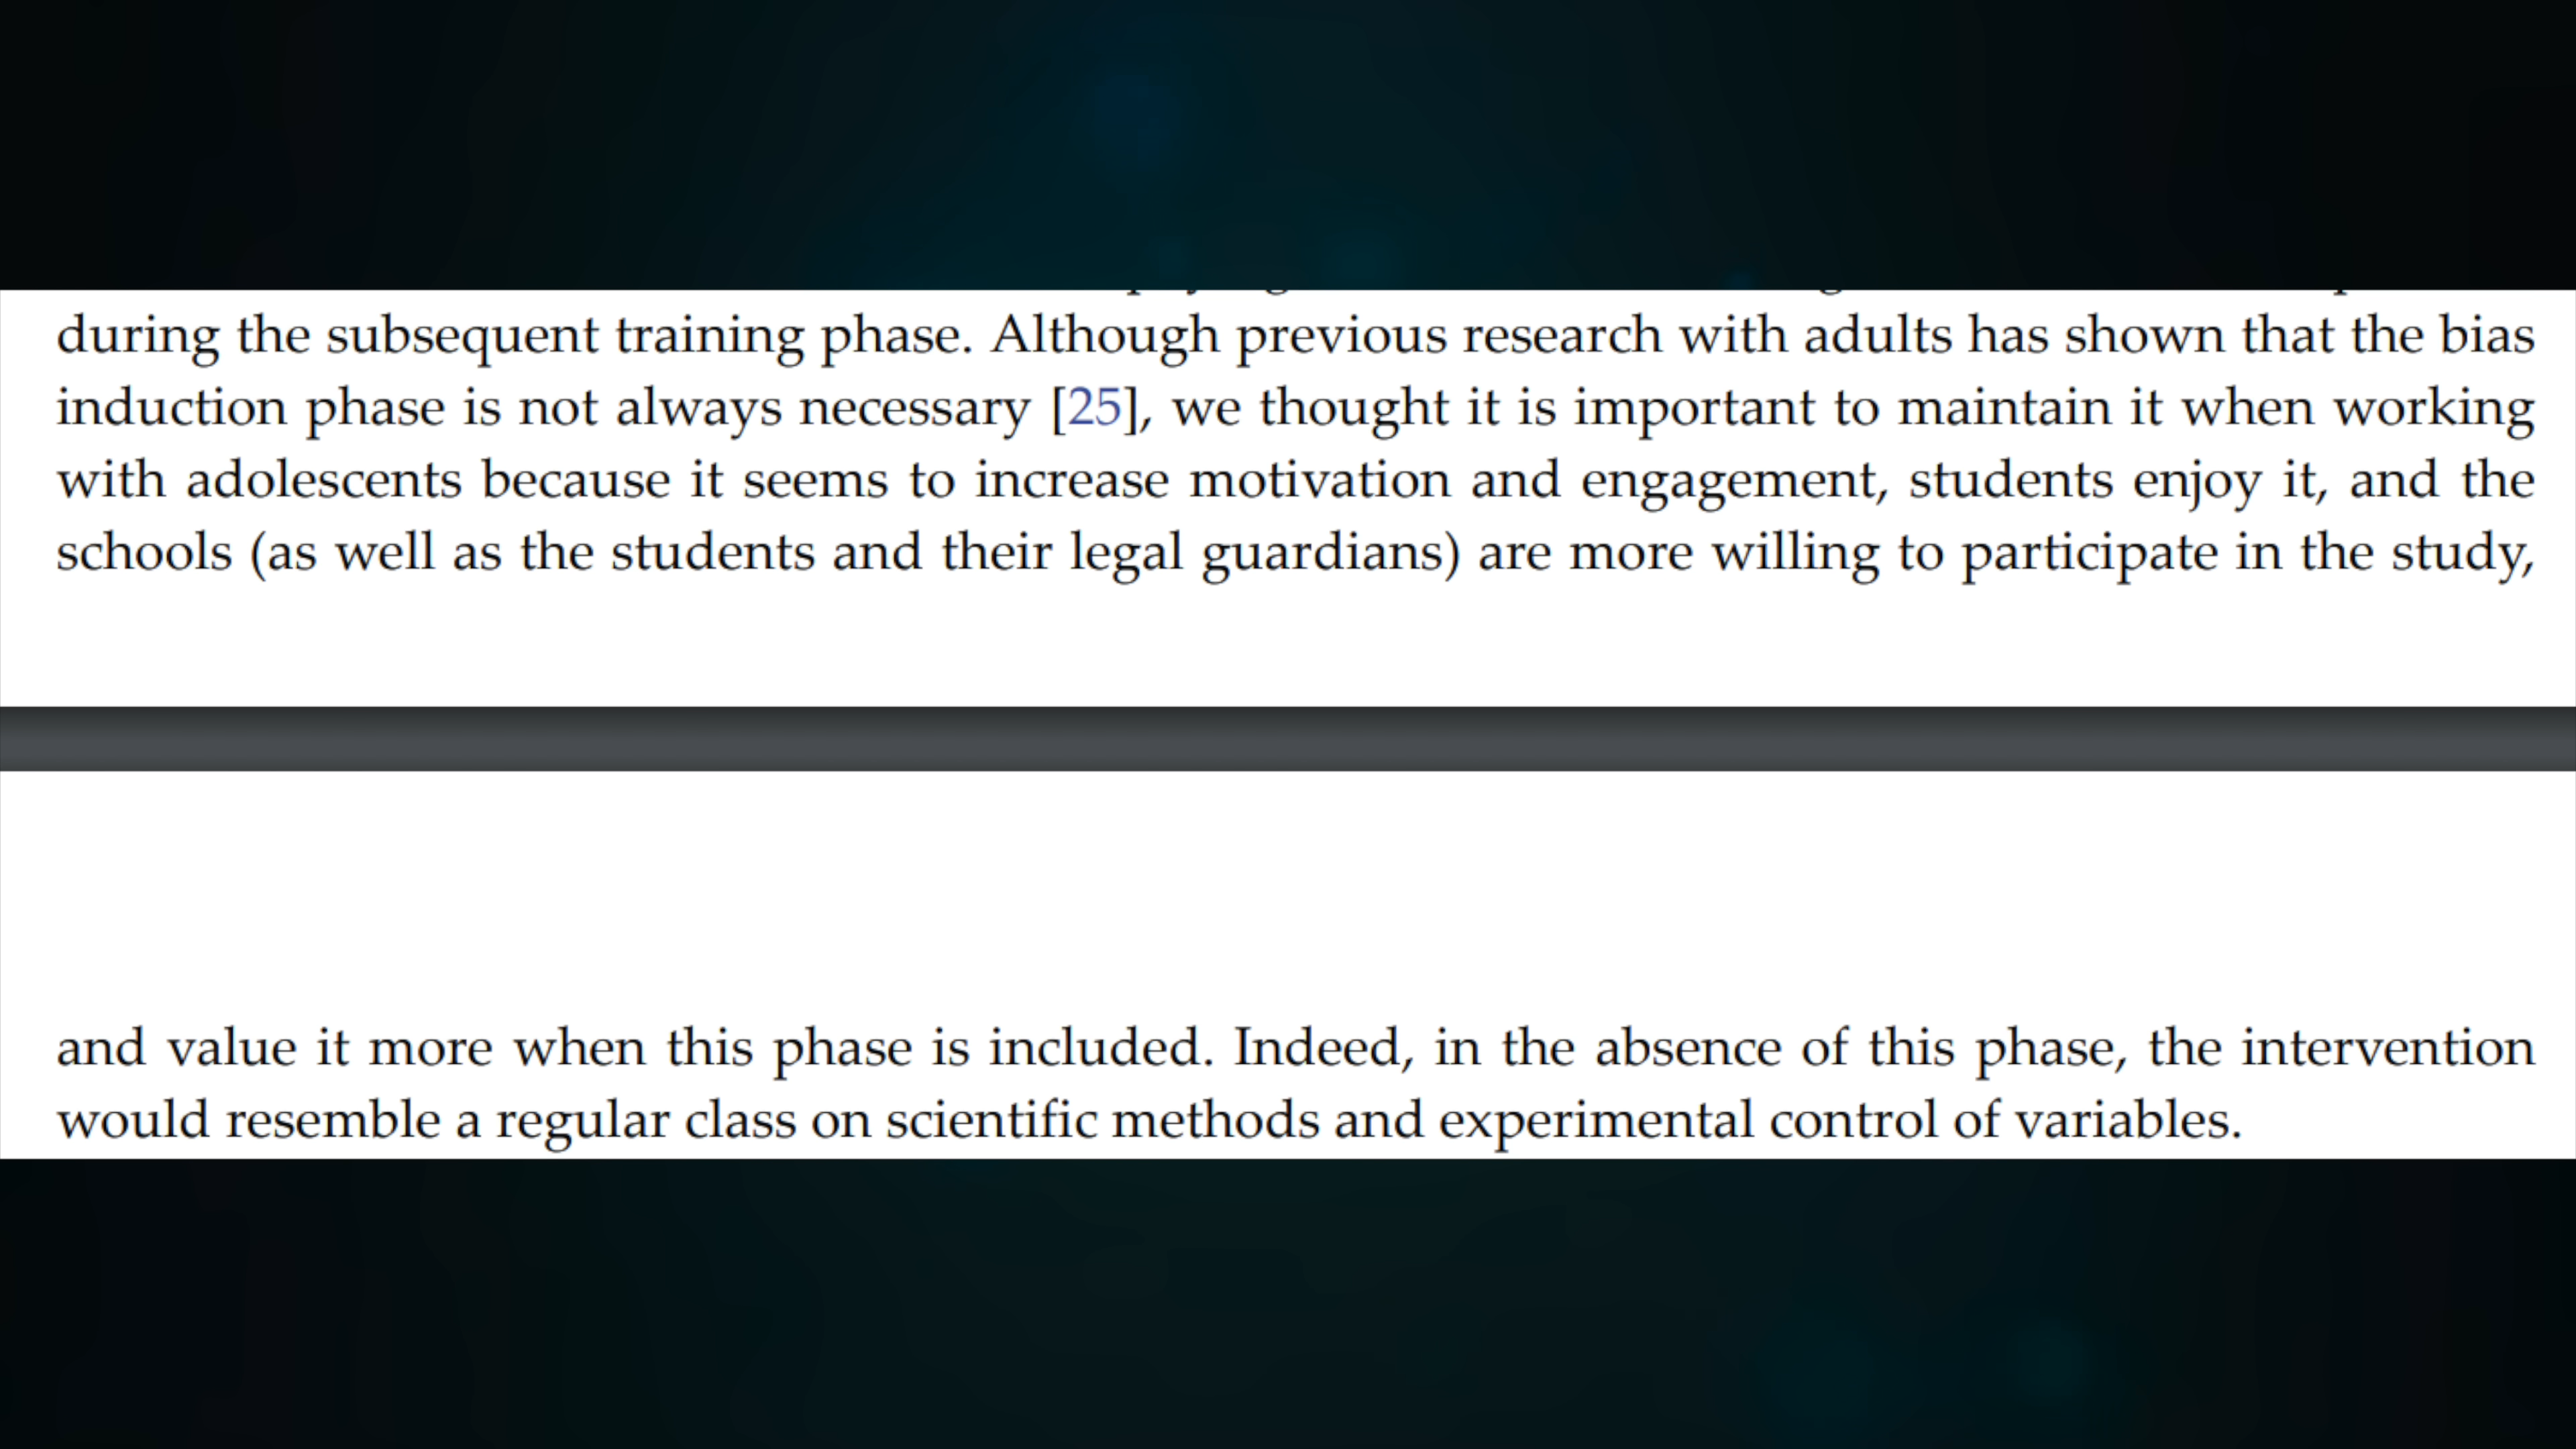 during the subsequent training phase. Although previous research with adults has shown that the bias
induction phase is not always necessary [25], we thought it is important to maintain it when working
with adolescents because it seems to increase motivation and engagement, students enjoy it, and the
schools (as well as the students and their legal guardians) are more willing to participate in the study,
and value it more when this phase is included. Indeed, in the absence of this phase, the intervention
would resemble a regular class on scientific methods and experimental control of variables.